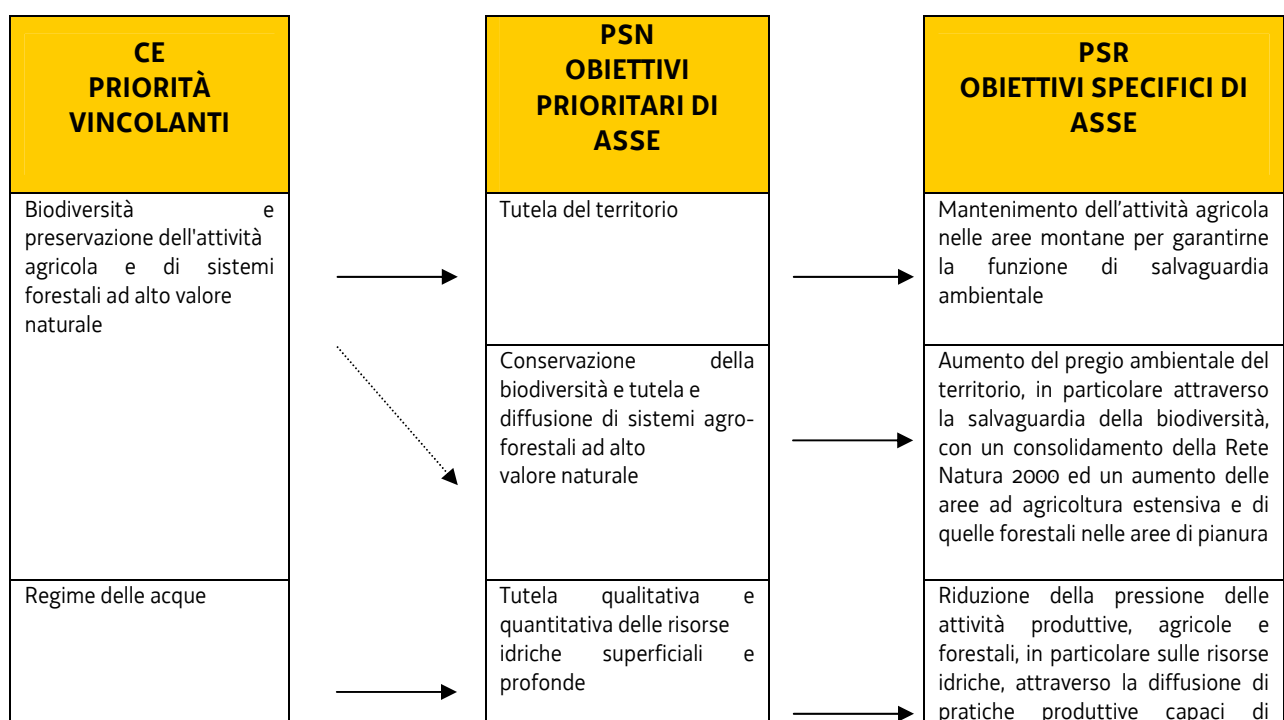 CE
PRIORITÀ
VINCOLANTI
PSN
OBIETTIVI
PRIORITARI DI
ASSE
PSR
OBIETTIVI SPECIFICI DI
ASSE
Biodiversità e
preservazione dell'attività
agricola e di sistemi
forestali ad alto valore
naturale
Tutela del territorio
Mantenimento dell'attività agricola
nelle aree montane per garantirne
la funzione di salvaguardia
ambientale
Conservazione della
biodiversità e tutela e
diffusione di sistemi agro-
forestali ad alto
valore naturale
Aumento del pregio ambientale del
territorio, in particolare attraverso
la salvaguardia della biodiversità,
con un consolidamento della Rete
Natura 2000 ed un aumento delle
aree ad agricoltura estensiva e di
quelle forestali nelle aree di pianura
Regime delle acque
Tutela qualitativa e
quantitativa delle risorse
idriche superficiali e
profonde
Riduzione della pressione delle
attività produttive, agricole e
forestali, in particolare sulle risorse
idriche, attraverso la diffusione di
pratiche produttive capaci di